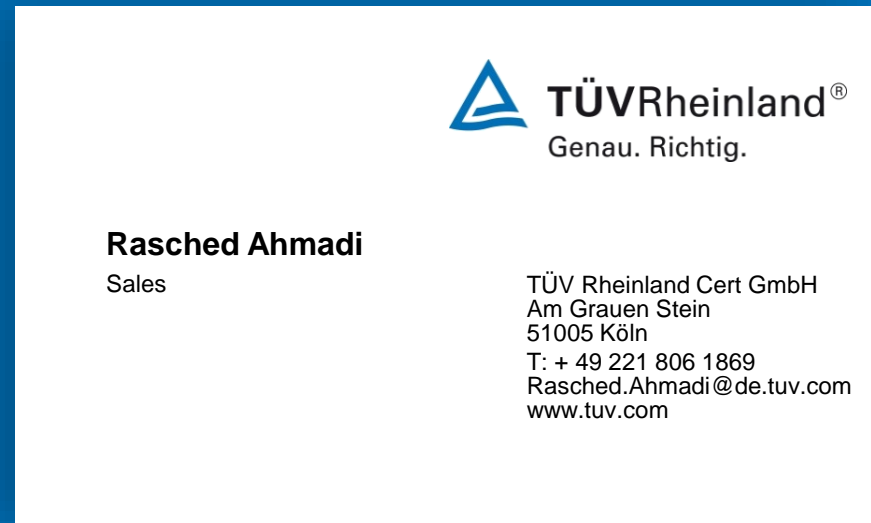 TÜVRheinland®
Genau. Richtig.
Rasched Ahmadi
Sales
TÜV Rheinland Cert GmbH
Am Grauen Stein
51005 Köln
T: + 49 221 806 1869
Rasched.Ahmadi@de.tuv.com
www.tuv.com